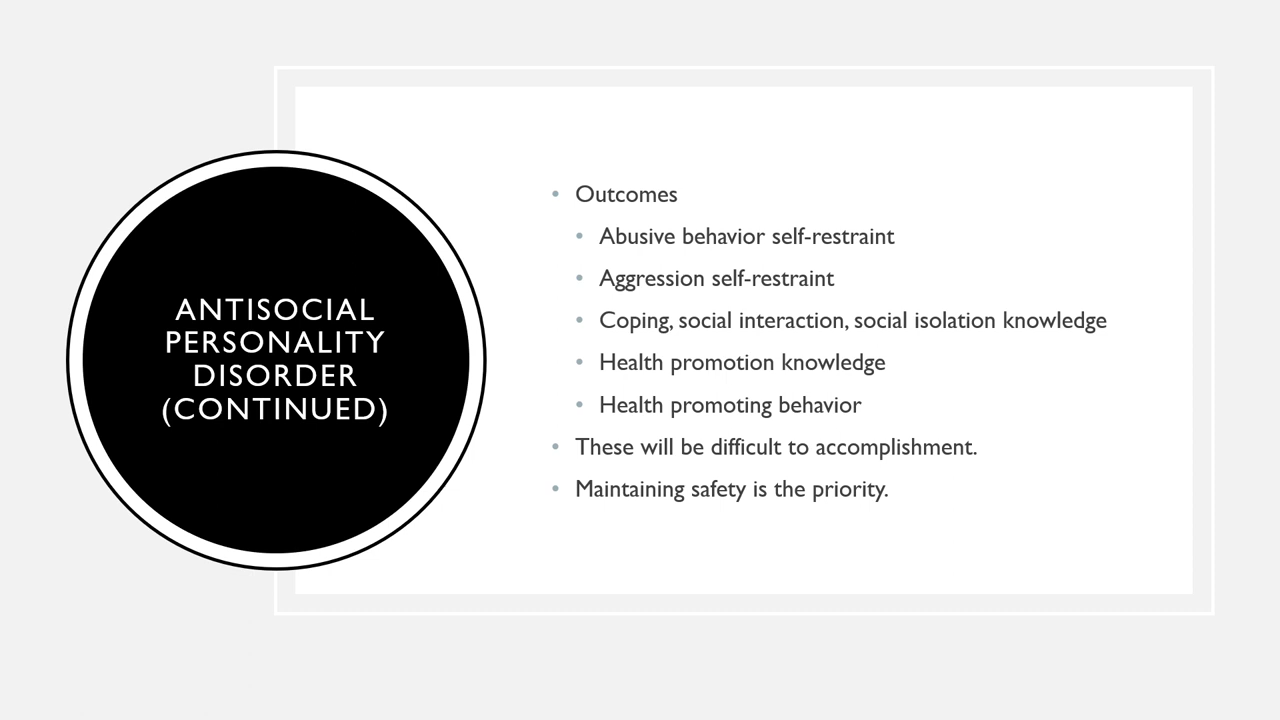 ANTISOCIAL
PERSONALITY
DISORDER
(CONTINUED)
• Outcomes
• Abusive behavior self-restraint
• Aggression self-restraint
• Coping, social interaction, social isolation knowledge
• Health promotion knowledge
• Health promoting behavior
• These will be difficult to accomplishment.
• Maintaining safety is the priority.